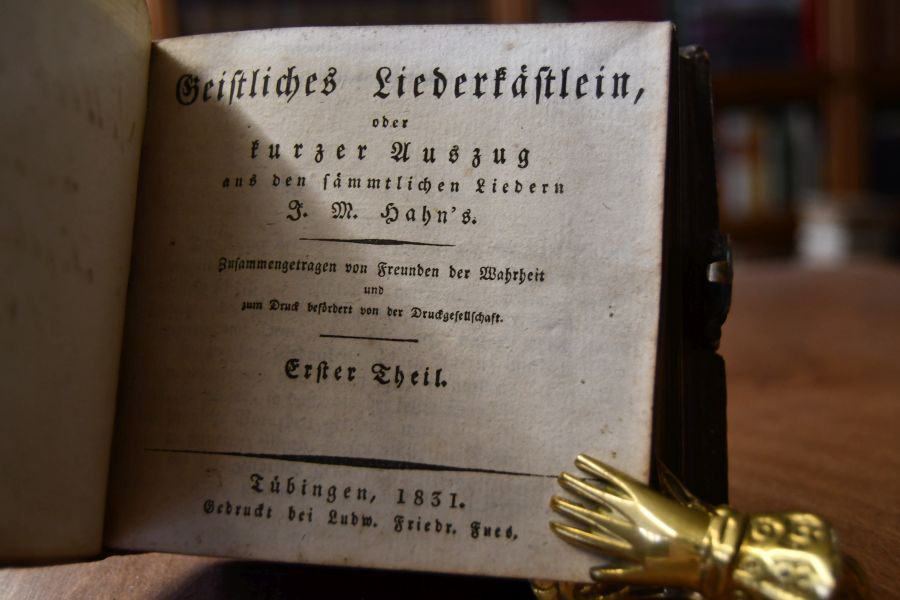 Geistliches Liederkästlein,
oder
kurzer Auszug
aus den sämmtlichen Liedern
J. M. Hahn's.
Zusammengetragen von Freunden der Wahrheit
und
zum Druck befördert von der Druckgesellschaft.
Erster Theil.
Tübingen, 1831.
Gedruckt bei Ludw. Friedr. Fues.